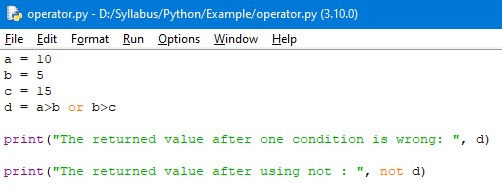 operator.py - D:/Syllabus/Python/Example/operator.py (3.10.0)
File Edit Format Run Options Window Help
a = 10
b = 5
c = 15
d = a>b or b>c
print("The returned value after one condition is wrong: ", d)
print("The returned value after using not : ", not d)